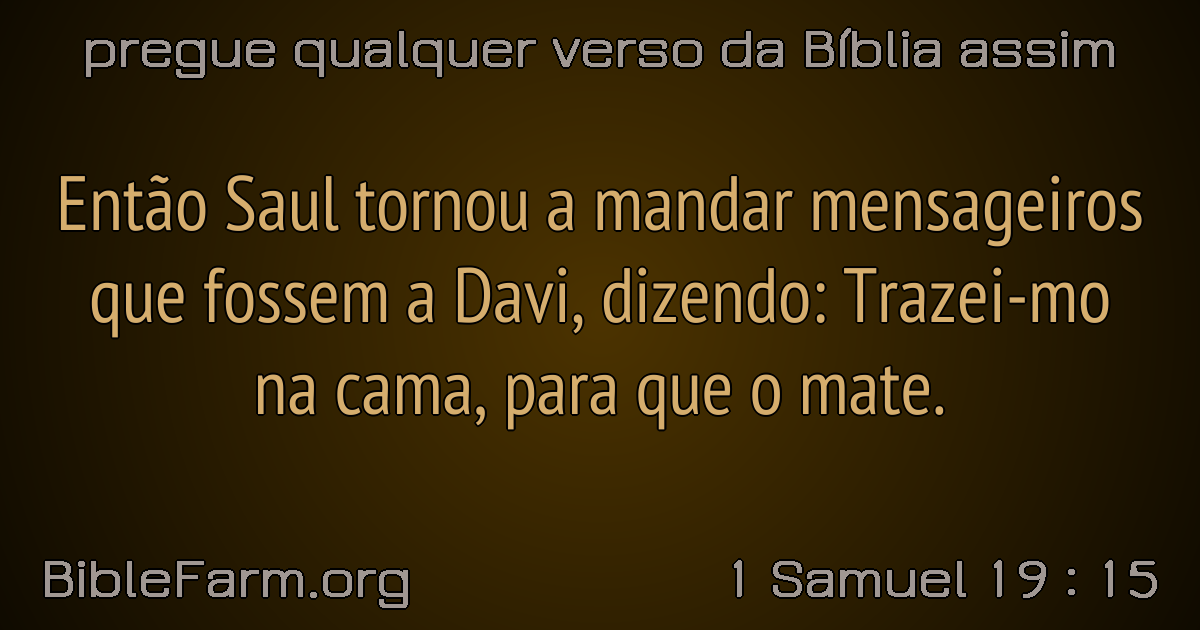 pregue qualquer verso da Bíblia assim
Então Saul tornou a mandar mensageiros
que fossem a Davi, dizendo: Trazei-mo
na cama, para que o mate.
BibleFarm.org
1 Samuel 19 : 15